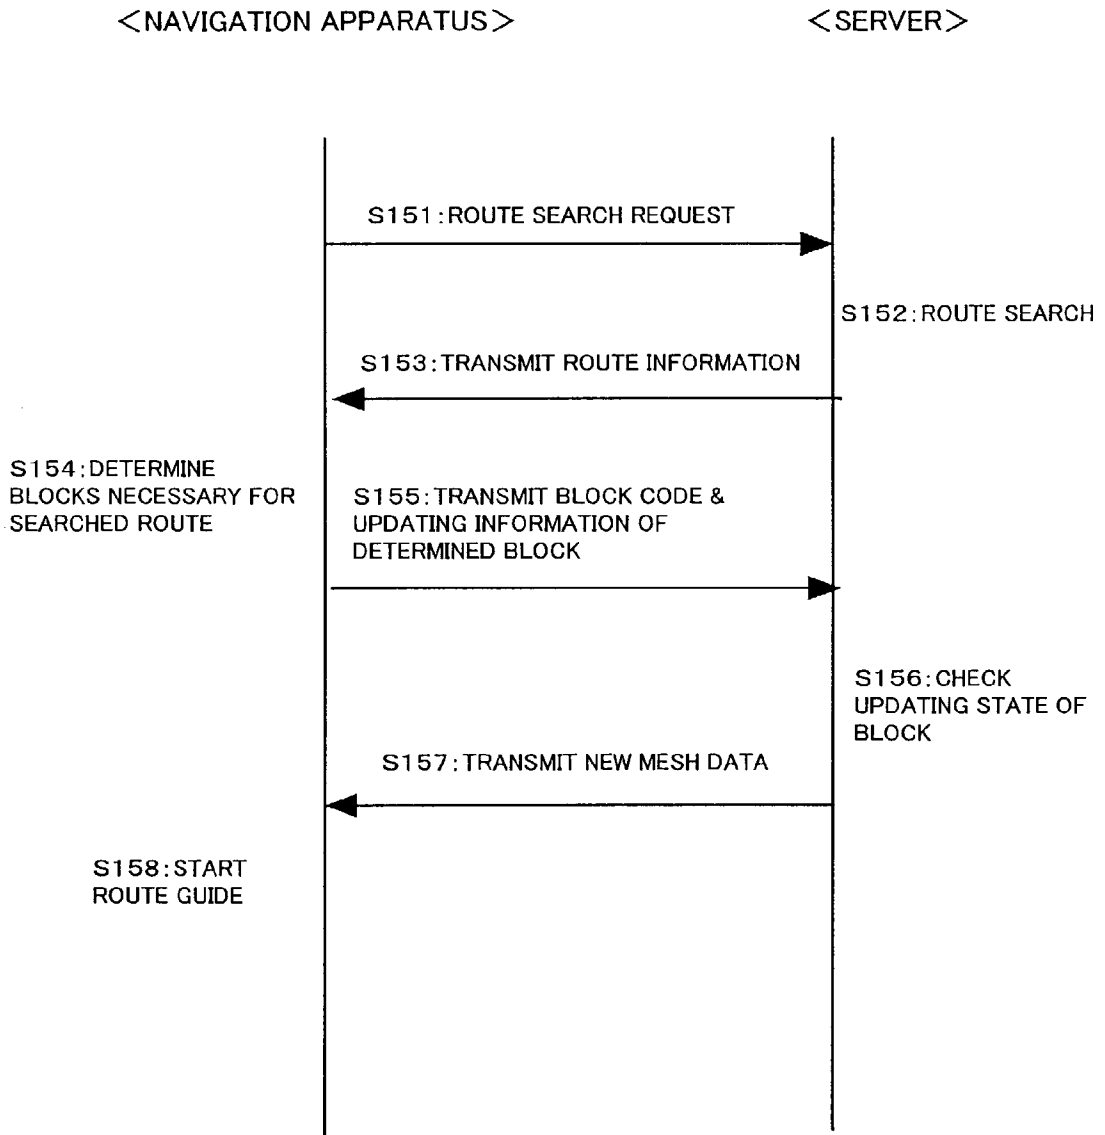 <NAVIGATION APPARATUS>
<SERVER>
S151:ROUTE SEARCH REQUEST
S152:ROUTE SEARCH
S153:TRANSMIT ROUTE INFORMATION
S154:DETERMINE
BLOCKS NECESSARY FOR
SEARCHED ROUTE
S155:TRANSMIT BLOCK CODE &
UPDATING INFORMATION OF
DETERMINED BLOCK
S156:CHECK
UPDATING STATE OF
BLOCK
S157:TRANSMIT NEW MESH DATA
S158:START
ROUTE GUIDE